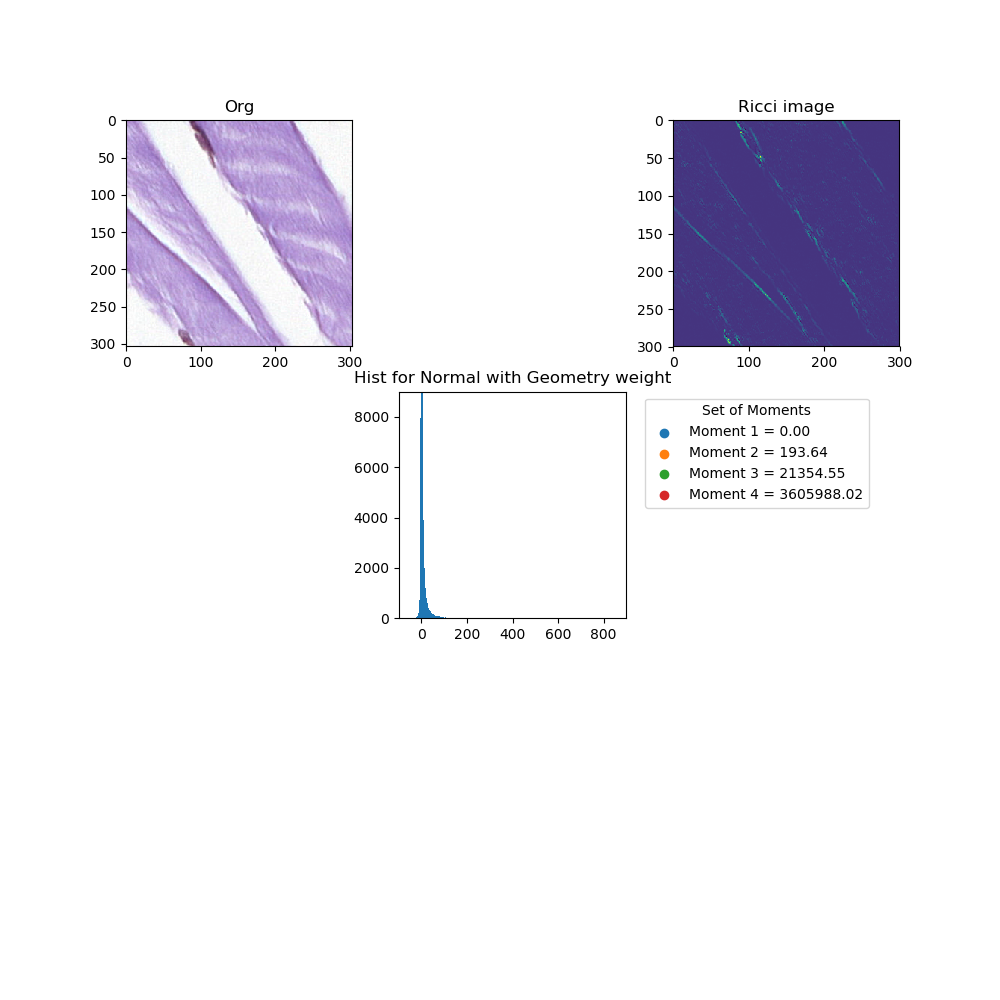 Org
0
50
100
150
200
250
300
0 100 200 300
Ricci image
0
50
100
150
200
250
300
0 100 200 300
Hist for Normal with Geometry weight
8000
6000
4000
2000
0
0 200 400 600 800
Set of Moments
Moment 1 = 0.00
Moment 2 = 193.64
Moment 3 = 21354.55
Moment 4 = 3605988.02